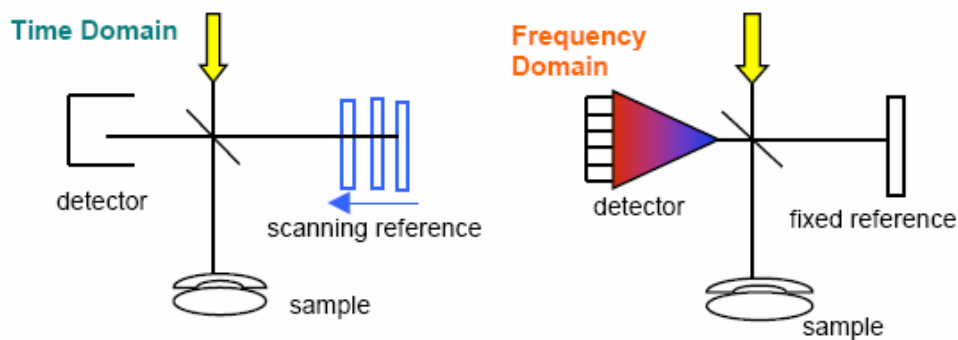 Time Domain
detector
scanning reference
sample
Frequency
Domain
detector
fixed reference
sample